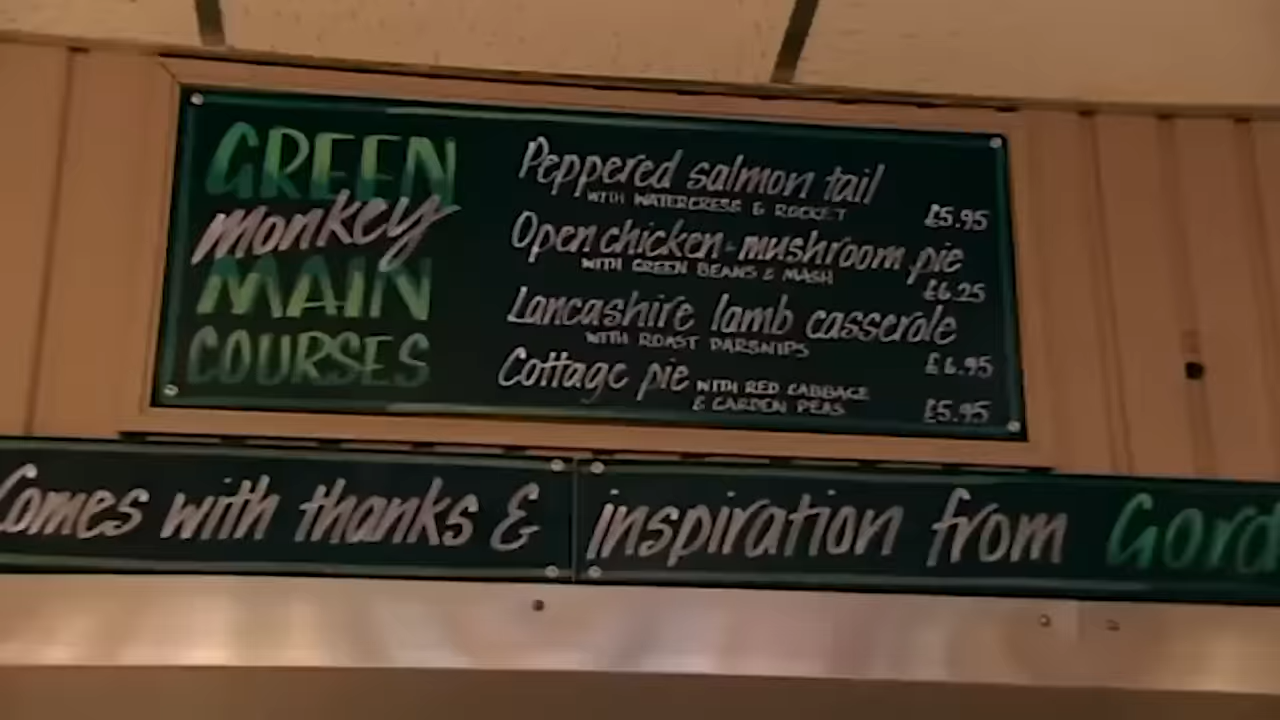 GREEN
monkey
MAIN
COURSES
Peppered salmon tail
WITH WATERCRESS & ROCKET
£5.95
Open chicken-mushroom pie
WITH GREEN BEANS & MASH
£6.25
Lancashire lamb casserole
WITH ROAST PARSNIPS
£6.95
Cottage pie WITH RED CABBAGE
& GARDEN PEAS
£5.95
Comes with thanks & inspiration from Gord